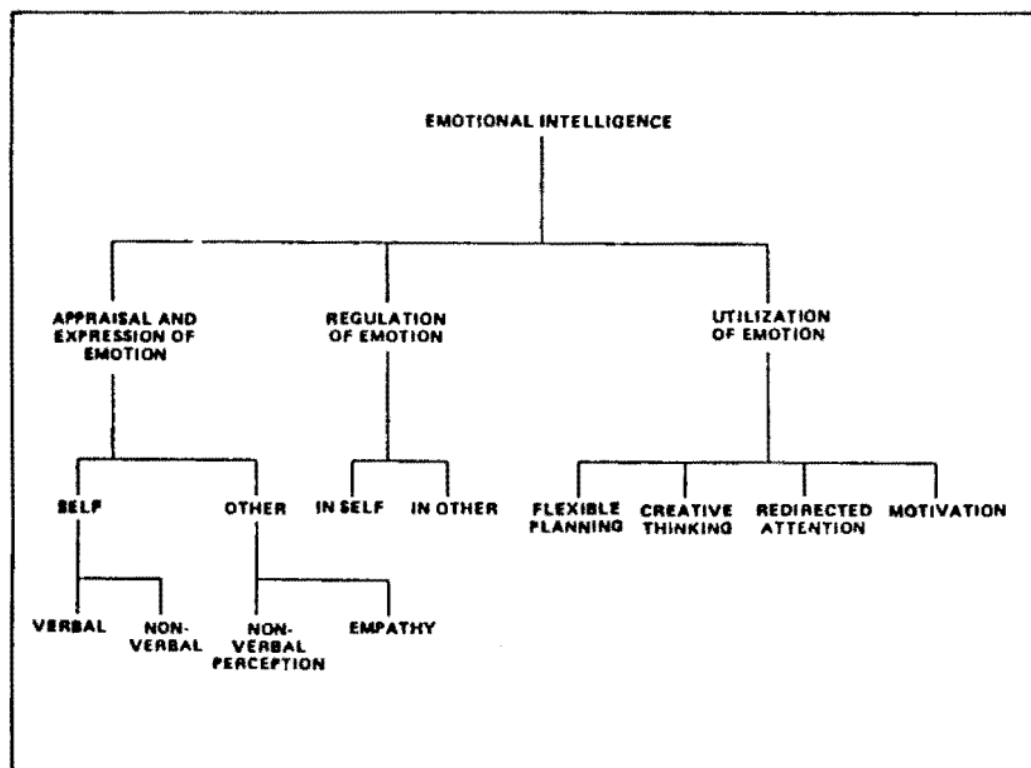 EMOTIONAL INTELLIGENCE
APPRAISAL AND
EXPRESSION OF
EMOTION
REGULATION
OF EMOTION
UTILIZATION
OF EMOTION
SELF
OTHER
IN SELF
IN OTHER
FLEXIBLE
PLANNING
CREATIVE
THINKING
REDIRECTED
ATTENTION
MOTIVATION
VERBAL
NON-
VERBAL
NON-
VERBAL
PERCEPTION
EMPATHY